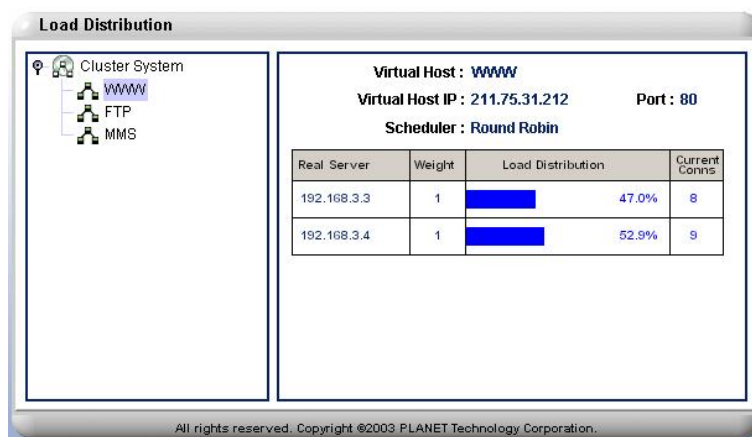 Load Distribution
Cluster System
WWW
FTP
MMS
Virtual Host : WWW
Virtual Host IP : 211.75.31.212 Port : 80
Scheduler : Round Robin
Real Server Weight Load Distribution Current Conns
192.168.3.3 1 47.0% 8
192.168.3.4 1 52.9% 9
All rights reserved. Copyright ©2003 PLANET Technology Corporation.